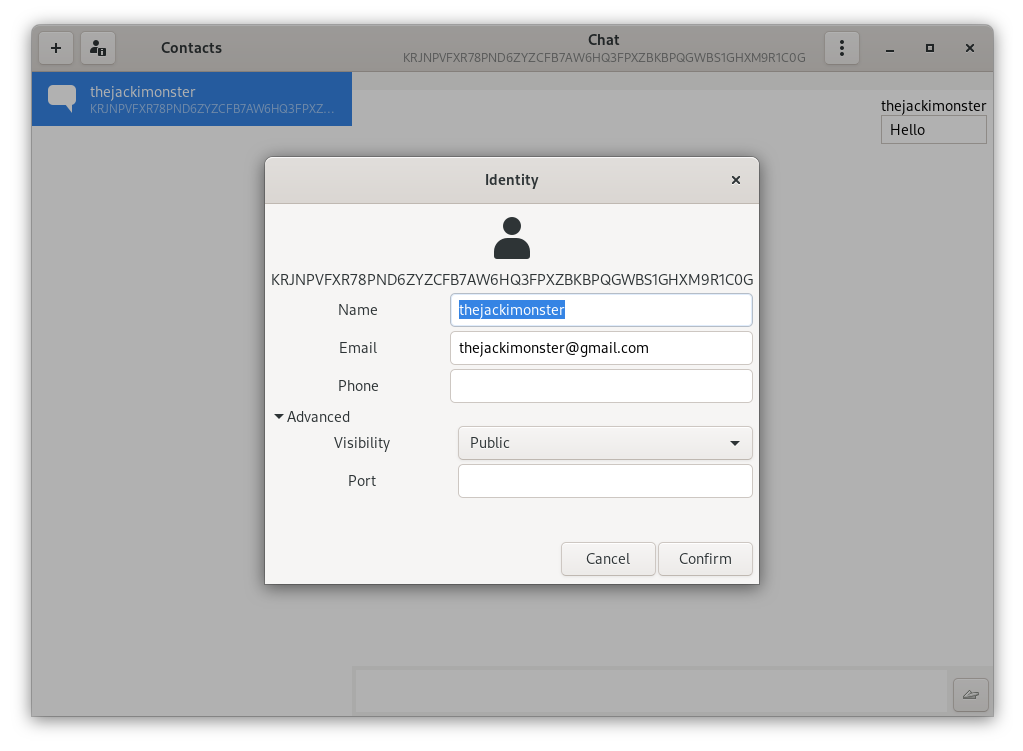 Contacts
Chat
KRJNPVFXR78PND6ZYZCFB7AW6HQ3FPXZBKBPQGWBS1GHXM9R1C0G
thejackimonster
KRJNPVFXR78PND6ZYZCFB7AW6HQ3FPXZ...
thejackimonster
Hello
Identity
KRJNPVFXR78PND6ZYZCFB7AW6HQ3FPXZBKBPQGWBS1GHXM9R1C0G
Name thejackimonster
Email thejackimonster@gmail.com
Phone
Advanced
Visibility Public
Port
Cancel Confirm